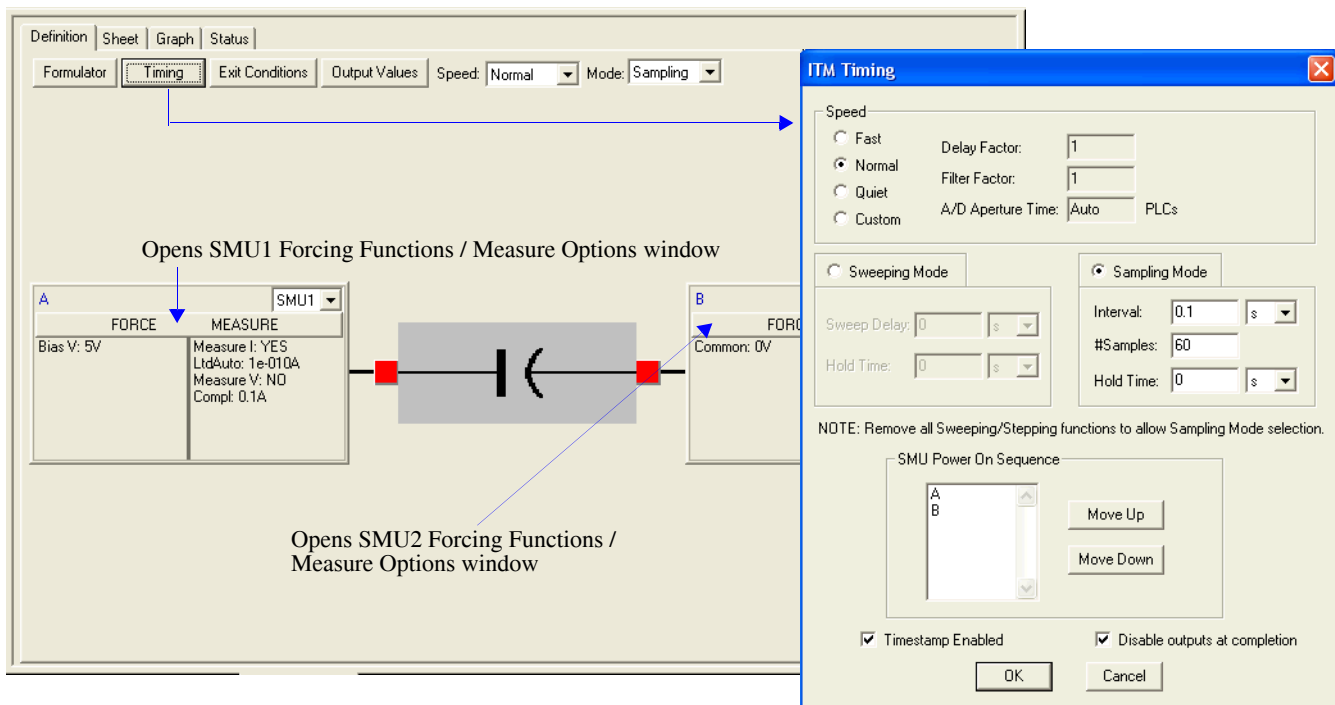 Definition Sheet Graph Status
Formulator Timing Exit Conditions Output Values Speed: Normal Mode: Sampling
Opens SMU1 Forcing Functions / Measure Options window
A SMU1
FORCE MEASURE
Bias V: 5V
Measure I: YES
LtdAuto: 1e-010A
Measure V: NO
Compl: 0.1A
B
FORC
Common: 0V
Opens SMU2 Forcing Functions /
Measure Options window
ITM Timing
Speed
Fast
Normal
Quiet
Custom
Delay Factor: 1
Filter Factor: 1
A/D Aperture Time: Auto PLCs
Sweeping Mode
Sweep Delay: 0 s
Hold Time: 0 s
Sampling Mode
Interval: 0.1 s
#Samples: 60
Hold Time: 0 s
NOTE: Remove all Sweeping/Stepping functions to allow Sampling Mode selection.
SMU Power On Sequence
A
B
Move Up
Move Down
Timestamp Enabled Disable outputs at completion
OK Cancel